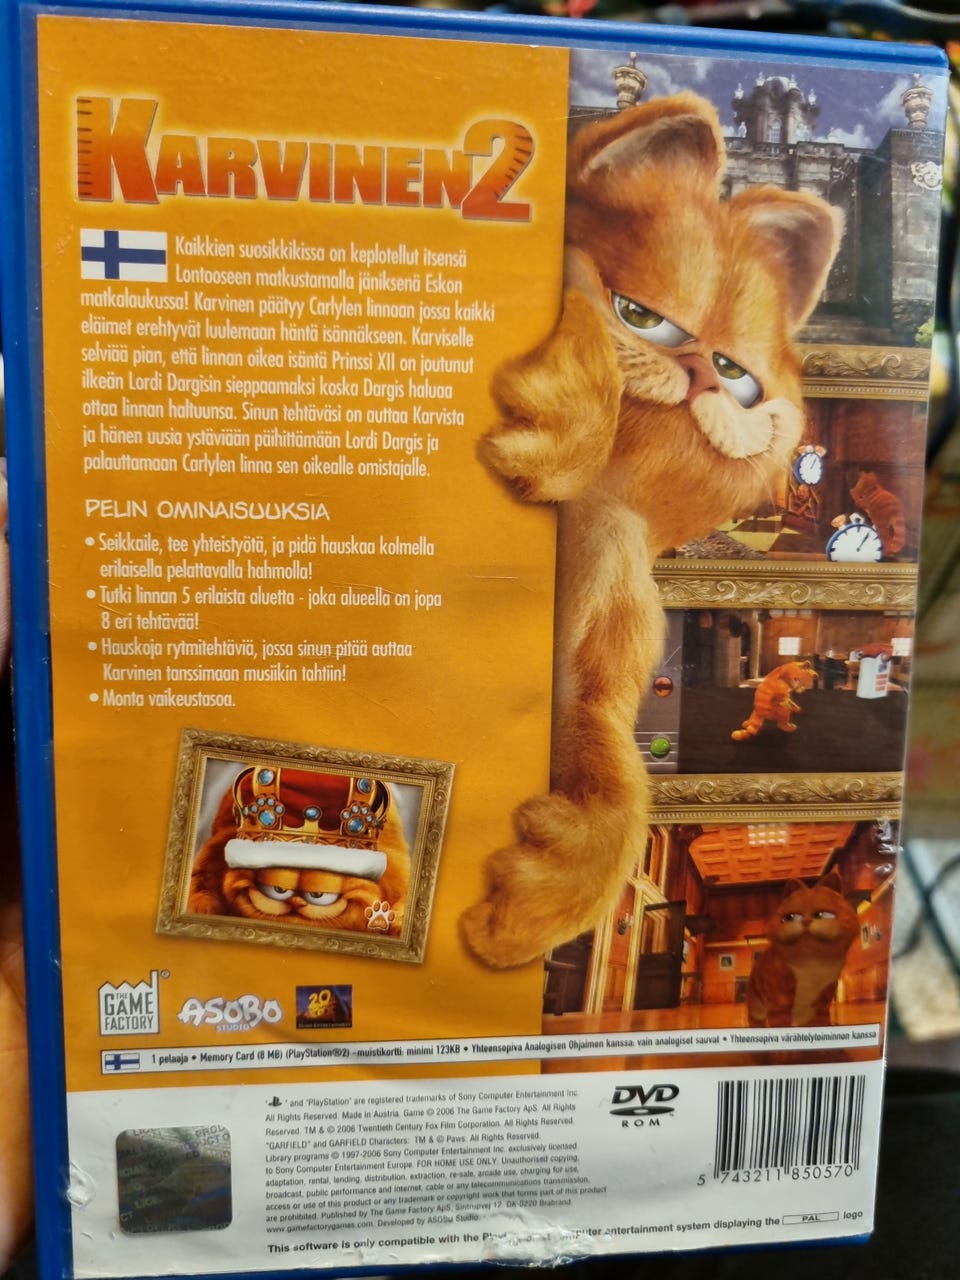 KARVINEN2
Kaikkien suosikkikissa on keplotellut itsensä
Lontooseen matkustamalla jäniksenä Eskon
matkalaukussa! Karvinen päätyy Carlylen linnaan jossa kaikki
eläimet erehtyvät luulemaan häntä isännäkseen. Karviselle
selviää pian, että linnan oikea isäntä Prinssi XII on joutunut
ilkeän Lordi Dargisin sieppaamaksi koska Dargis haluaa
ottaa linnan haltuunsa. Sinun tehtäväsi on auttaa Karvista
ja hänen uusia ystäviään päihittämään Lordi Dargis ja
palauttamaan Carlylen linna sen oikealle omistajalle.
PELIN OMINAISUUKSIA
• Seikkaile, tee yhteistyötä, ja pidä hauskaa kolmella
erilaisella pelattavalla hahmolla!
• Tutki linnan 5 erilaista aluetta - joka alueella on jopa
8 eri tehtävää!
• Hauskoja rytmitehtäviä, jossa sinun pitää auttaa
Karvinen tanssimaan musiikin tahtiin!
• Monta vaikeustasoa.
THE GAME FACTORY ®
ASOBO STUDIO
20
1 pelaaja • Memory Card (8 MB) (PlayStation®2) -muistikortti: minimi 123KB • Yhteensopiva Analogisen Ohjaimen kanssa: vain analogiset sauvat • Yhteensopiva värähtelytoiminnon kanssa
" " and "PlayStation" are registered trademarks of Sony Computer Entertainment Inc.
All Rights Reserved. Made in Austria. Game © 2006 The Game Factory ApS. All Rights
Reserved. TM & © 2006 Twentieth Century Fox Film Corporation. All Rights Reserved.
"GARFIELD" and GARFIELD Characters: TM & © Paws. All Rights Reserved.
Library programs © 1997-2006 Sony Computer Entertainment Inc. exclusively licensed
to Sony Computer Entertainment Europe. FOR HOME USE ONLY. Unauthorised copying,
adaptation, rental, lending, distribution, extraction, re-sale, arcade use, charging for use,
broadcast, public performance and internet, cable or any telecommunications transmission,
access or use of this product or any trademark or copyright work that forms part of this product
are prohibited. Published by The Game Factory ApS, Sintrupvej 12, DK-8220 Brabrand.
www.gamefactorygames.com. Developed by ASOBO Studio.
This software is only compatible with the computer entertainment system displaying the PAL logo
DVD
ROM
5 743211 850570